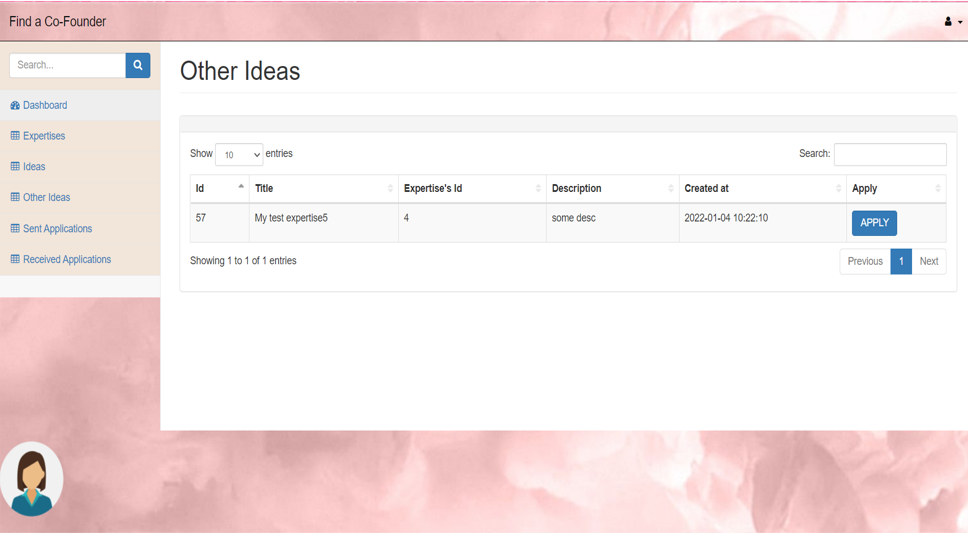 Find a Co-Founder
Search...
Dashboard
Expertises
Ideas
Other Ideas
Sent Applications
Received Applications
Other Ideas
Show 10 entries Search:
Id Title Expertise's Id Description Created at Apply
57 My test expertise5 4 some desc 2022-01-04 10:22:10 APPLY
Showing 1 to 1 of 1 entries Previous 1 Next